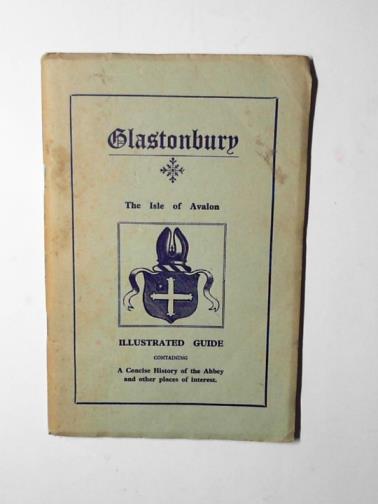 Glastonbury
The Isle of Avalon
ILLUSTRATED GUIDE
CONTAINING
A Concise History of the Abbey
and other places of interest.